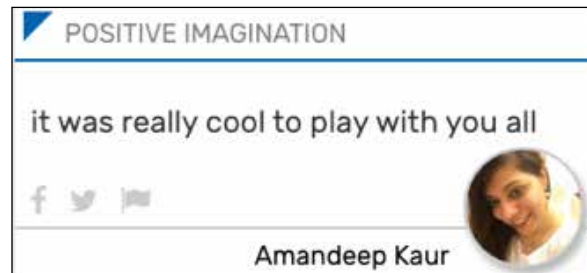 POSITIVE IMAGINATION
it was really cool to play with you all
Amandeep Kaur